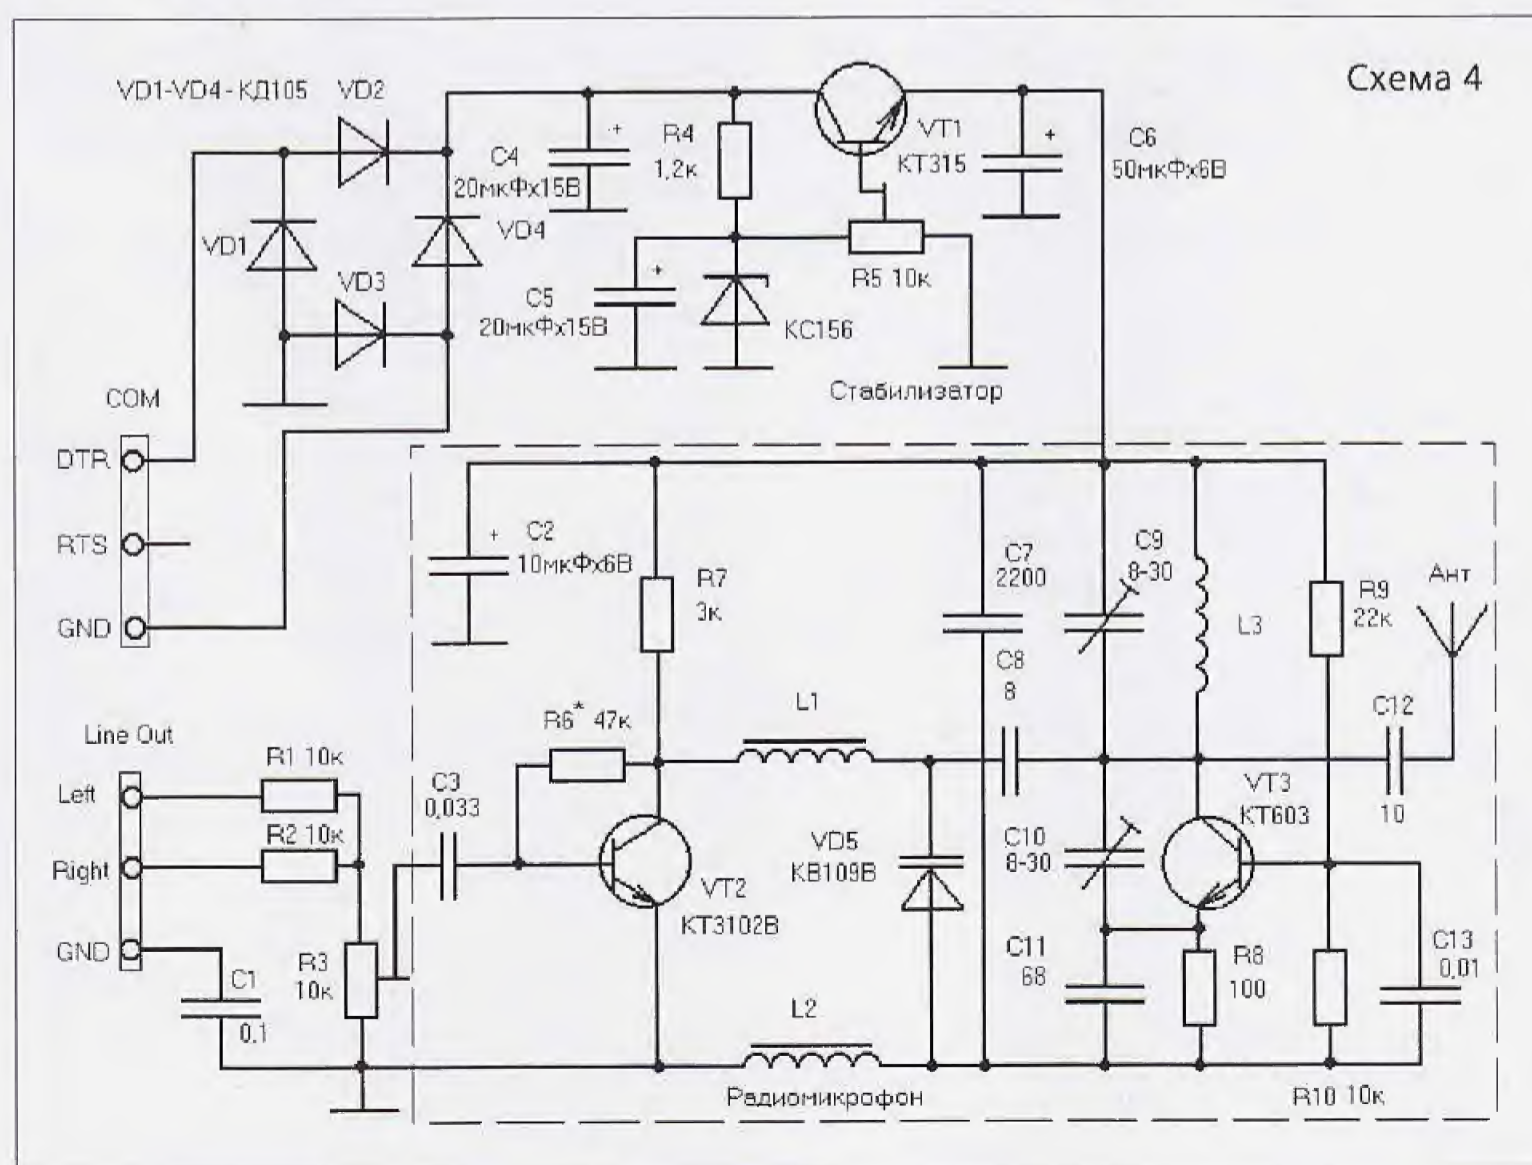 Схема 4
VD1-VD4-КД105
VD2
VD1
VD3
VD4
C4
20мкФх15В
R4
1,2к
VT1
КТ315
C6
50мкФх6В
+
+
+
C5
20мкФх15В
КС156
R5 10к
Стабилизатор
COM
DTR
RTS
GND
+
C2
10мкФх6В
R7
3к
C7
2200
C9
8-30
L3
R9
22к
Ант
C8
8
C12
10
Line Out
Left
Right
GND
R1 10к
R2 10к
R3
10к
C1
0,1
C3
0,033
R6* 47к
L1
VT2
КТ3102В
VD5
КВ109В
C10
8-30
VT3
КТ603
C11
68
R8
100
C13
0,01
L2
Радиомикрофон
R10 10к